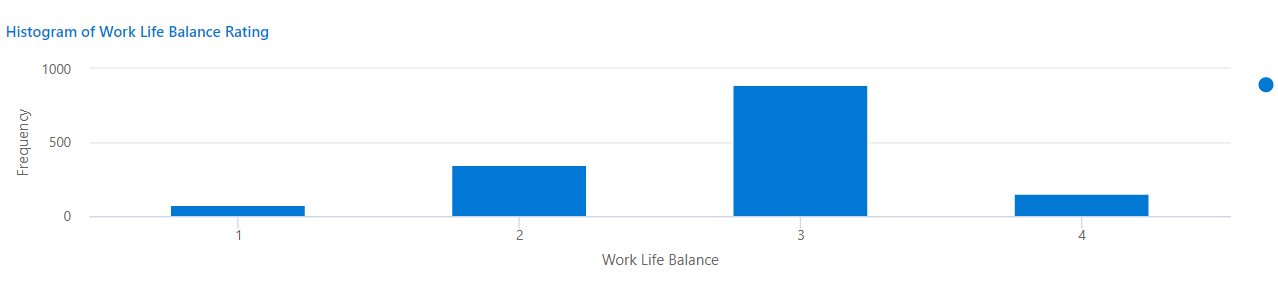 Histogram of Work Life Balance Rating
1000
500
0
Frequency
1 2 3 4
Work Life Balance